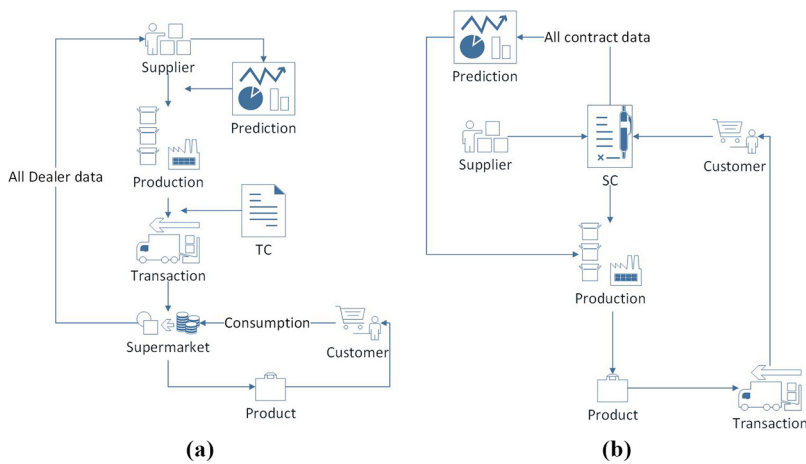 Supplier
Prediction
All Dealer data
Production
TC
Transaction
Consumption
Supermarket
Customer
Product
(a)
All contract data
Prediction
Supplier
Customer
SC
Production
Product
Transaction
(b)